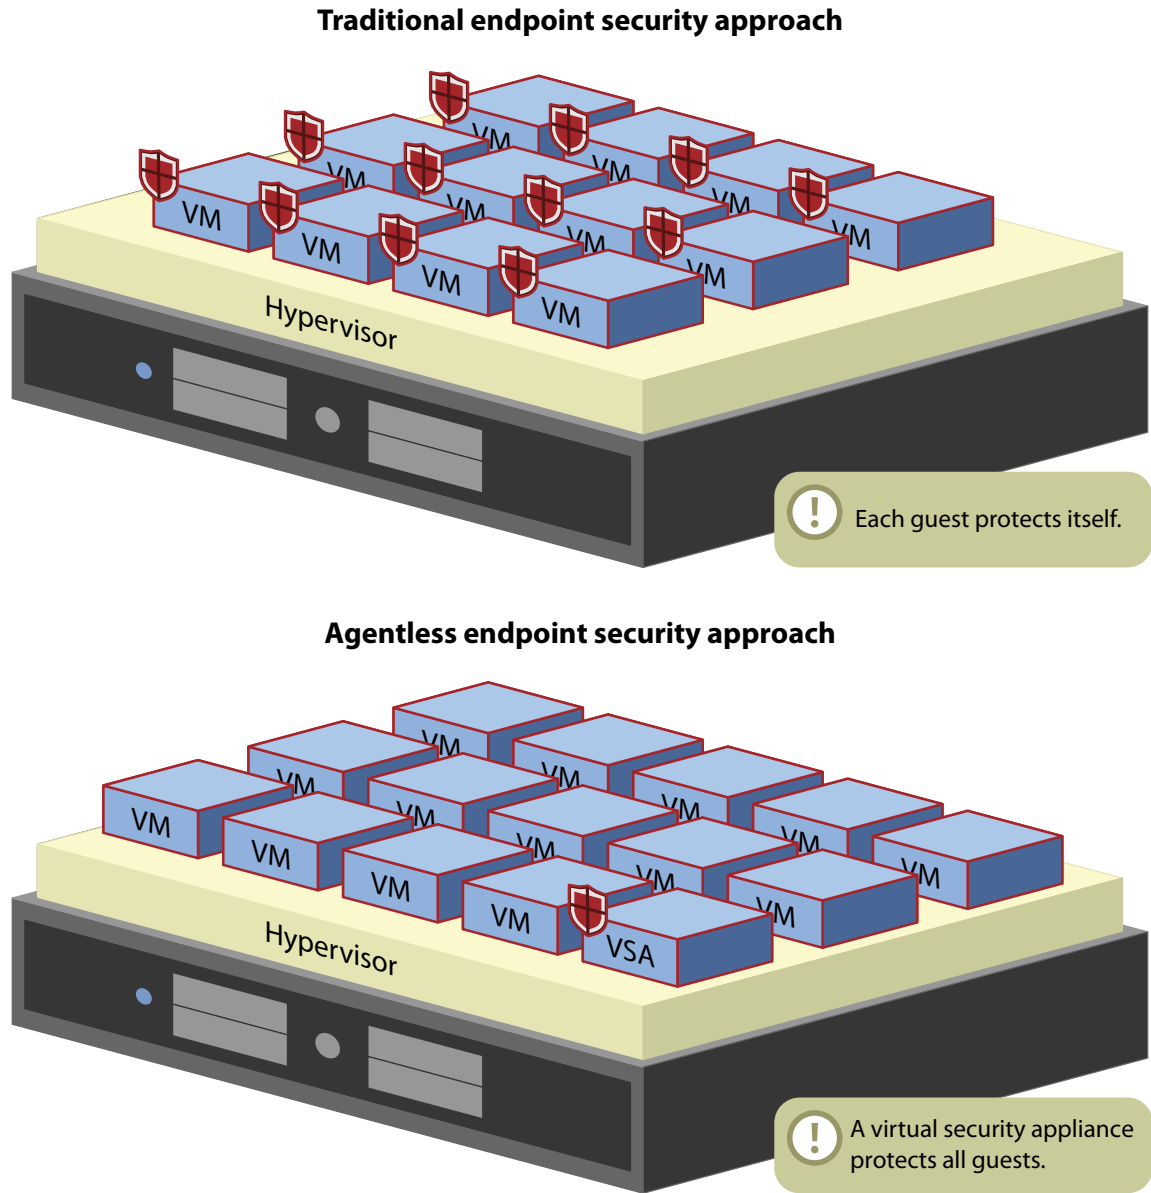 Traditional endpoint security approach
VM
VM
VM
VM
VM
VM
VM
VM
VM
VM
VM
VM
Hypervisor
Each guest protects itself.
Agentless endpoint security approach
VM
VM
VM
VM
VM
VM
VM
VM
VM
VM
VM
VM
VM
VM
VSA
Hypervisor
A virtual security appliance
protects all guests.